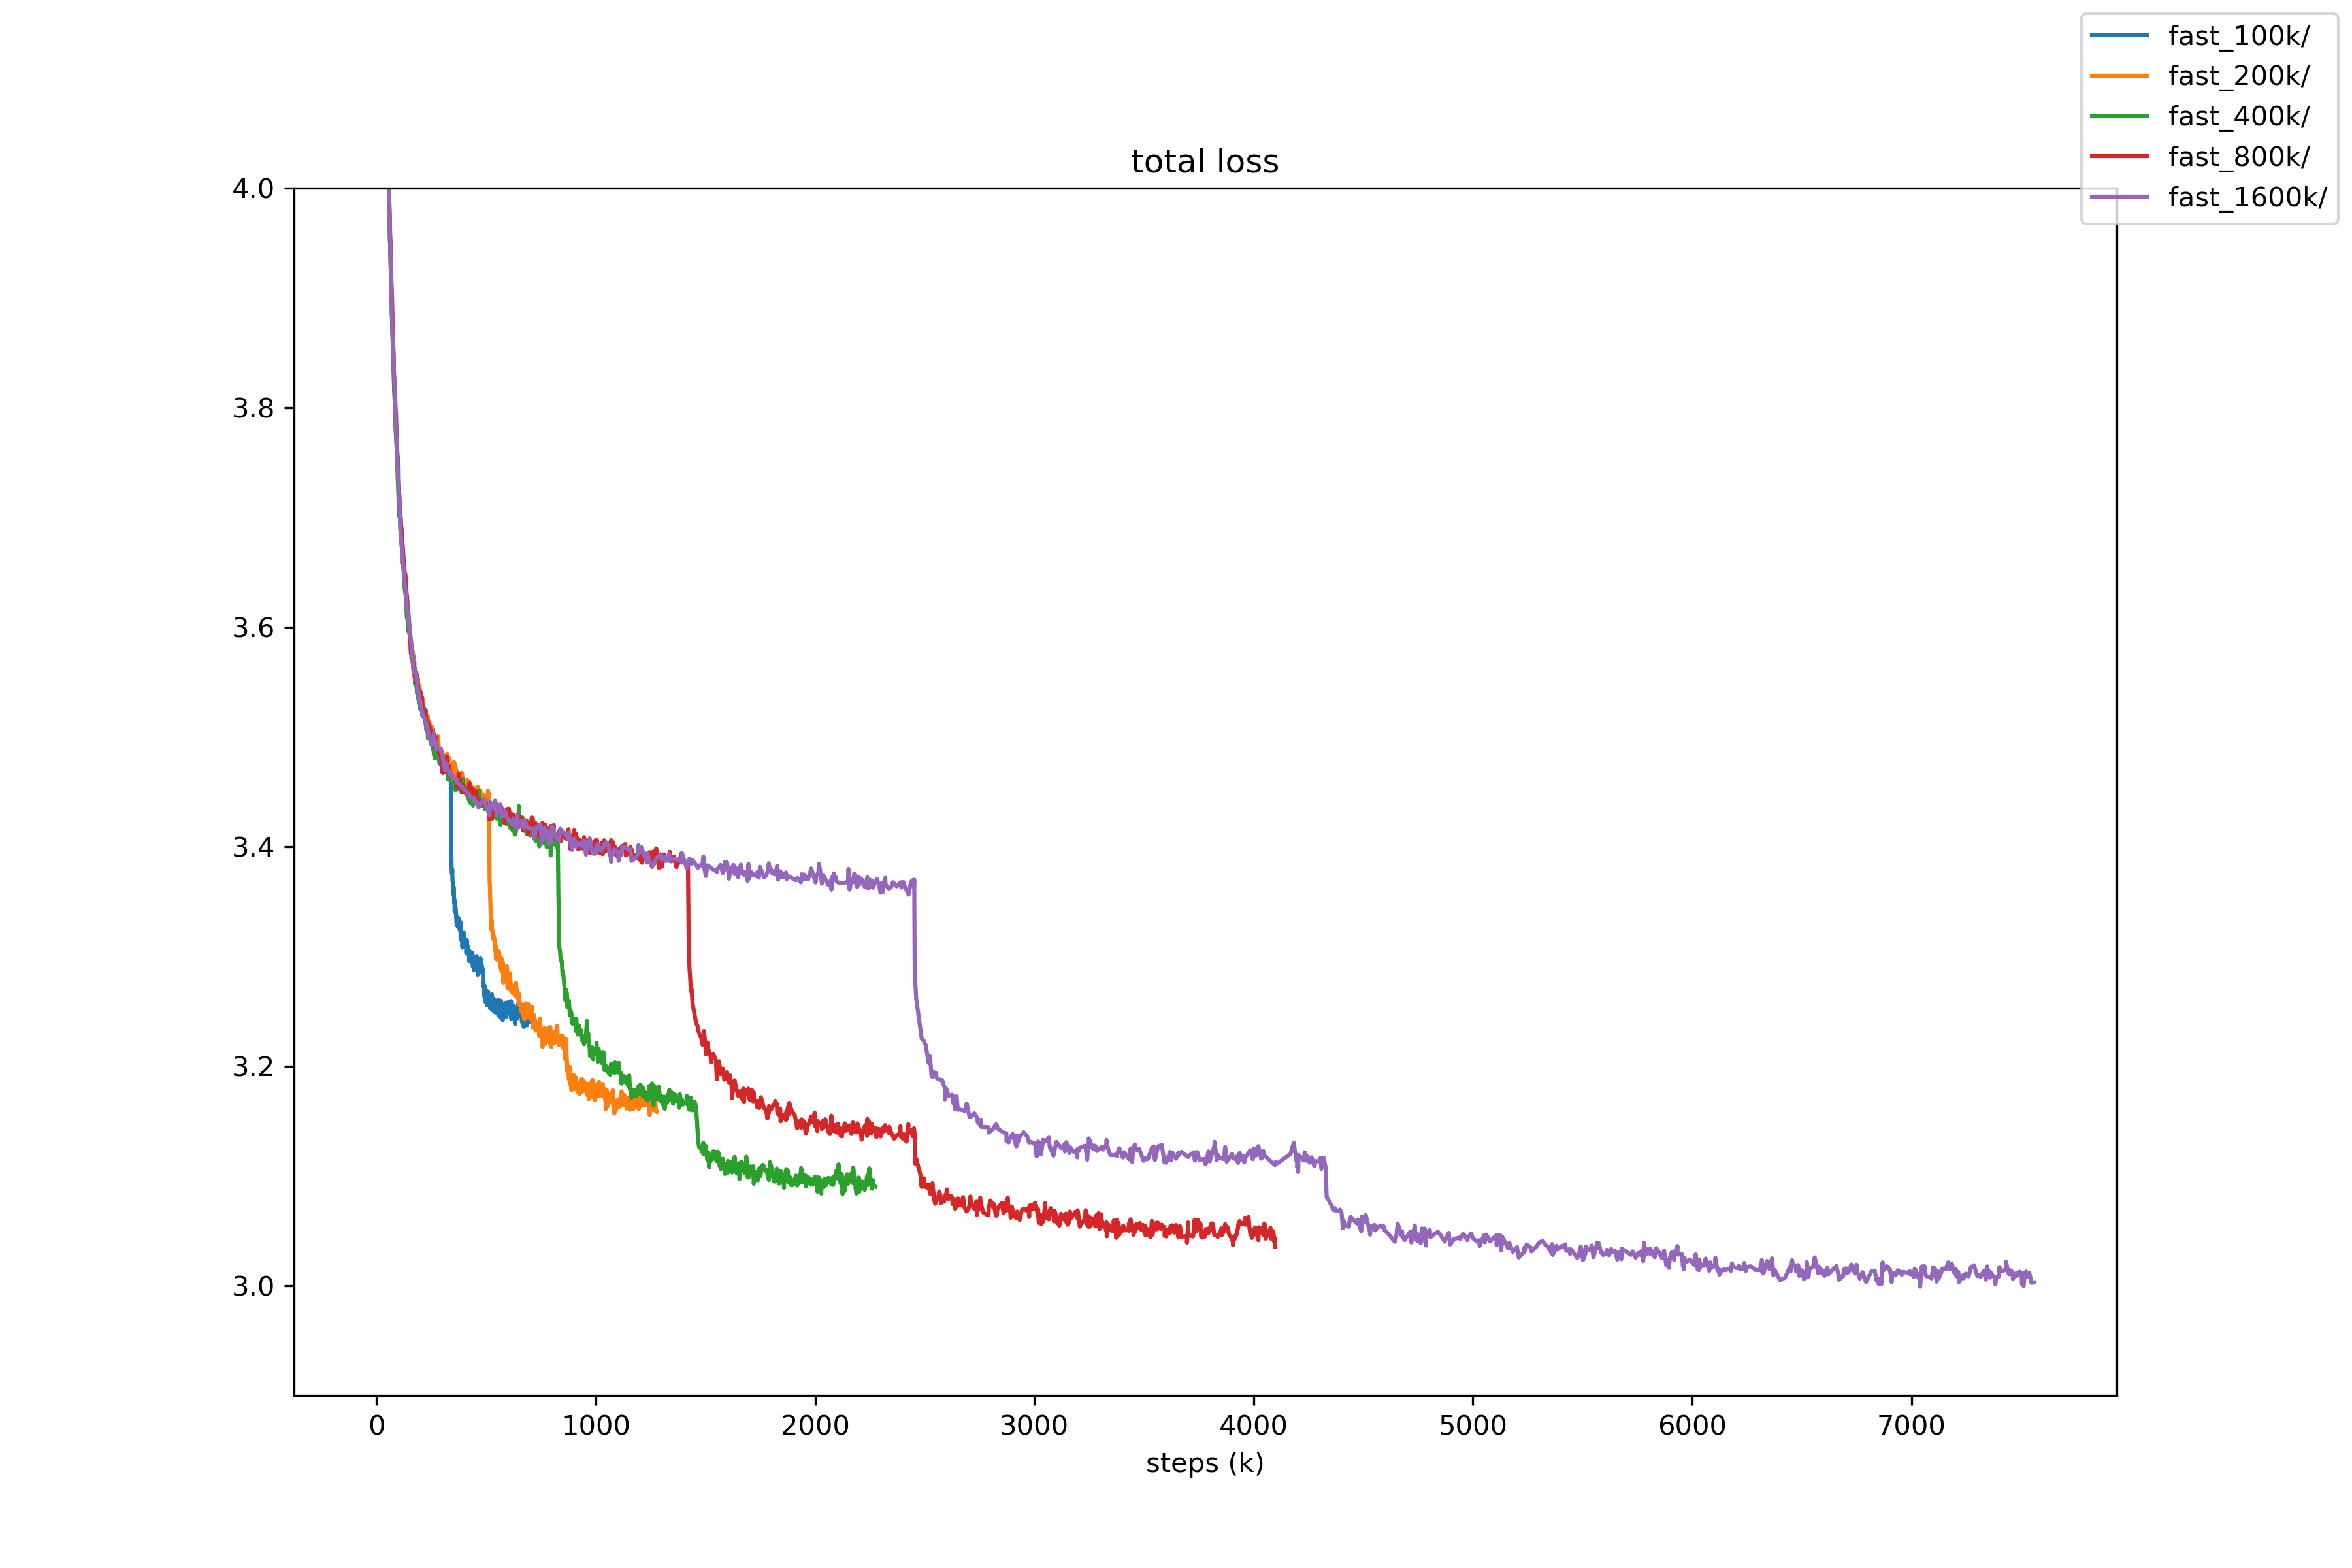 fast_100k/
fast_200k/
fast_400k/
fast_800k/
fast_1600k/
total loss
4.0
3.8
3.6
3.4
3.2
3.0
0 1000 2000 3000 4000 5000 6000 7000
steps (k)